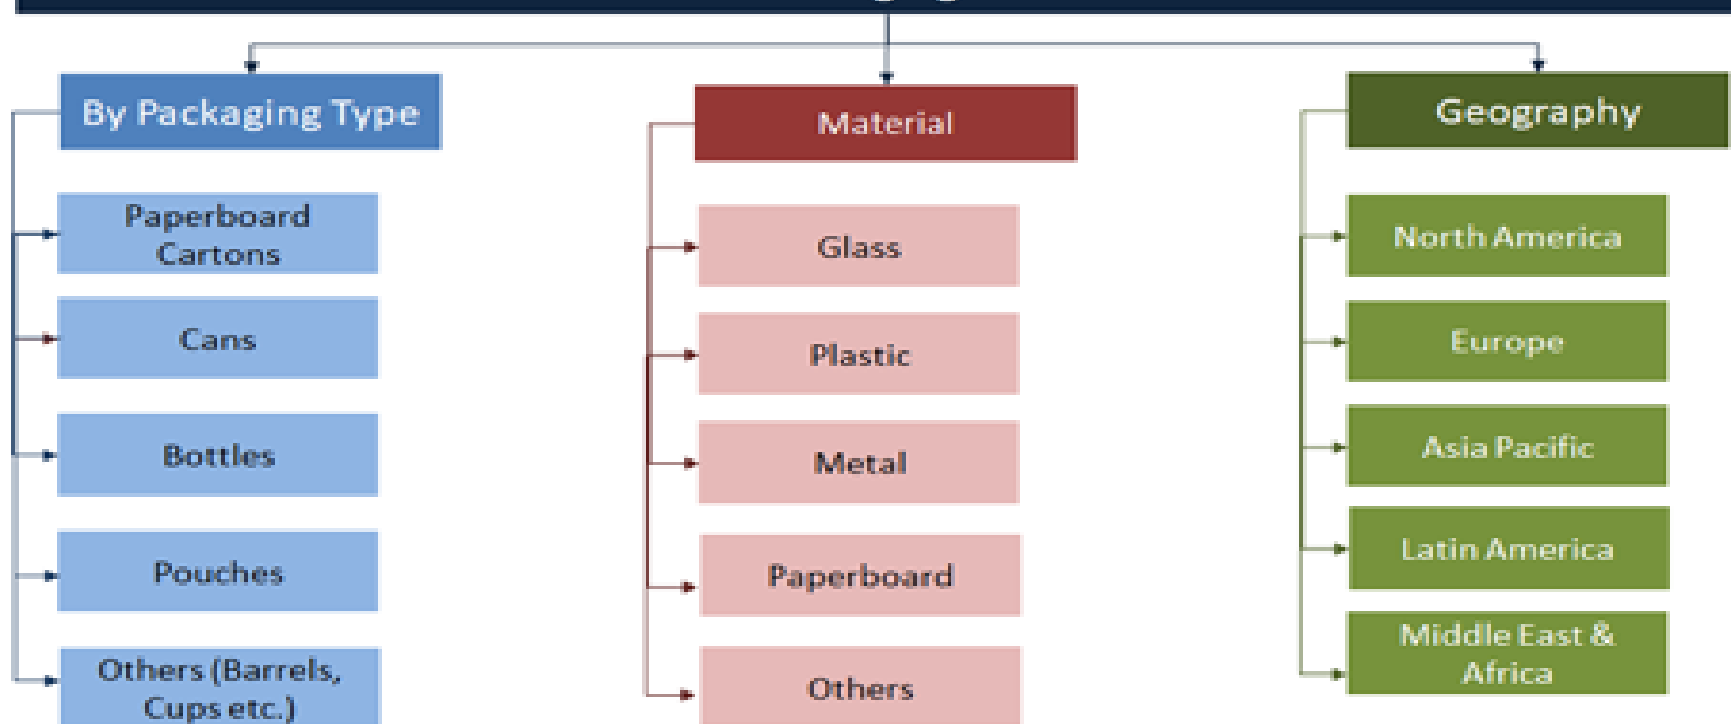 By Packaging Type
Paperboard
Cartons
Cans
Bottles
Pouches
Others (Barrels,
Cups etc.)
Material
Glass
Plastic
Metal
Paperboard
Others
Geography
North America
Europe
Asia Pacific
Latin America
Middle East &
Africa